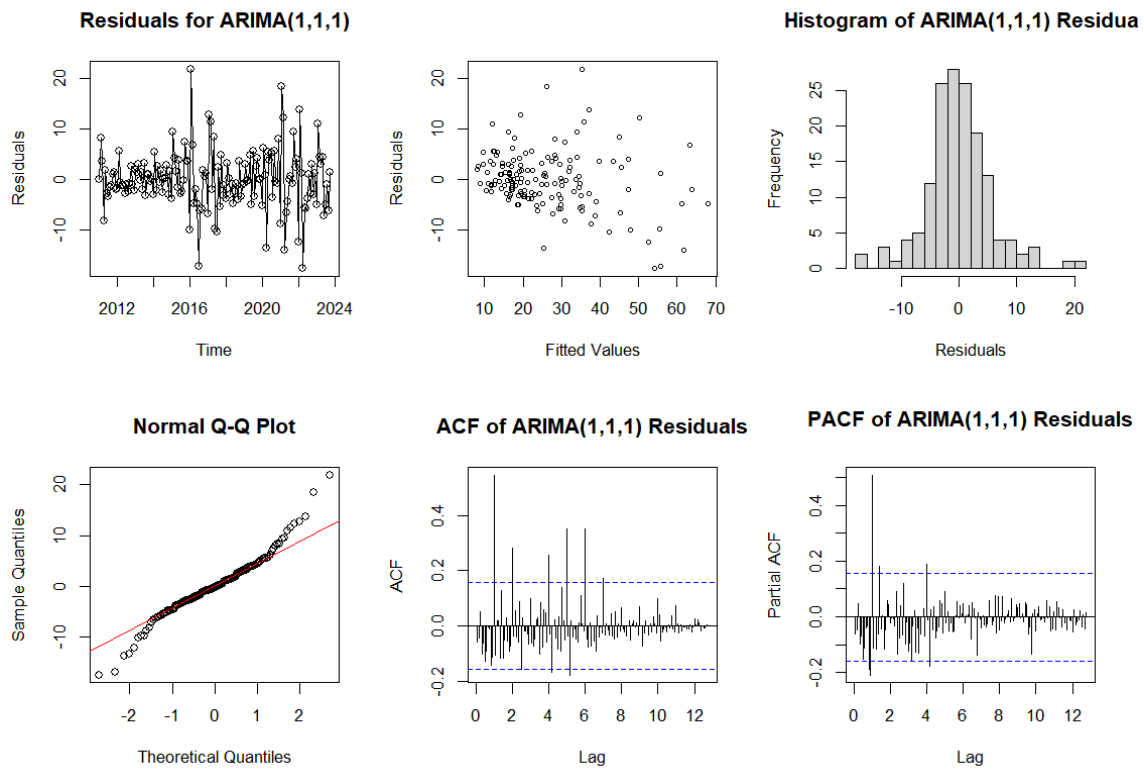 Residuals for ARIMA(1,1,1)
Residuals
20
10
0
-10
2012 2016 2020 2024
Time
Residuals
20
10
0
-10
10 20 30 40 50 60 70
Fitted Values
Histogram of ARIMA(1,1,1) Residua
Frequency
25
15
5
0
-10 0 10 20
Residuals
Normal Q-Q Plot
Sample Quantiles
20
10
0
-10
-2 -1 0 1 2
Theoretical Quantiles
ACF of ARIMA(1,1,1) Residuals
ACF
0.4
0.2
0.0
-0.2
0 2 4 6 8 10 12
Lag
PACF of ARIMA(1,1,1) Residuals
Partial ACF
0.4
0.2
0.0
-0.2
0 2 4 6 8 10 12
Lag